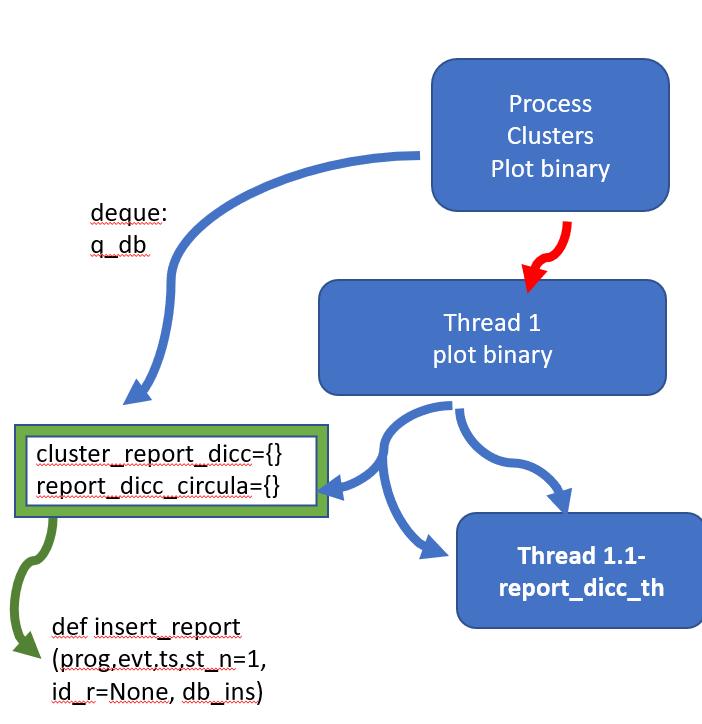 Process
Clusters
Plot binary
deque:
q_db
Thread 1
plot binary
cluster_report_dicc={}
report_dicc_circula={}
Thread 1.1-
report_dicc_th
def insert_report
(prog,evt,ts,st_n=1,
id_r=None, db_ins)